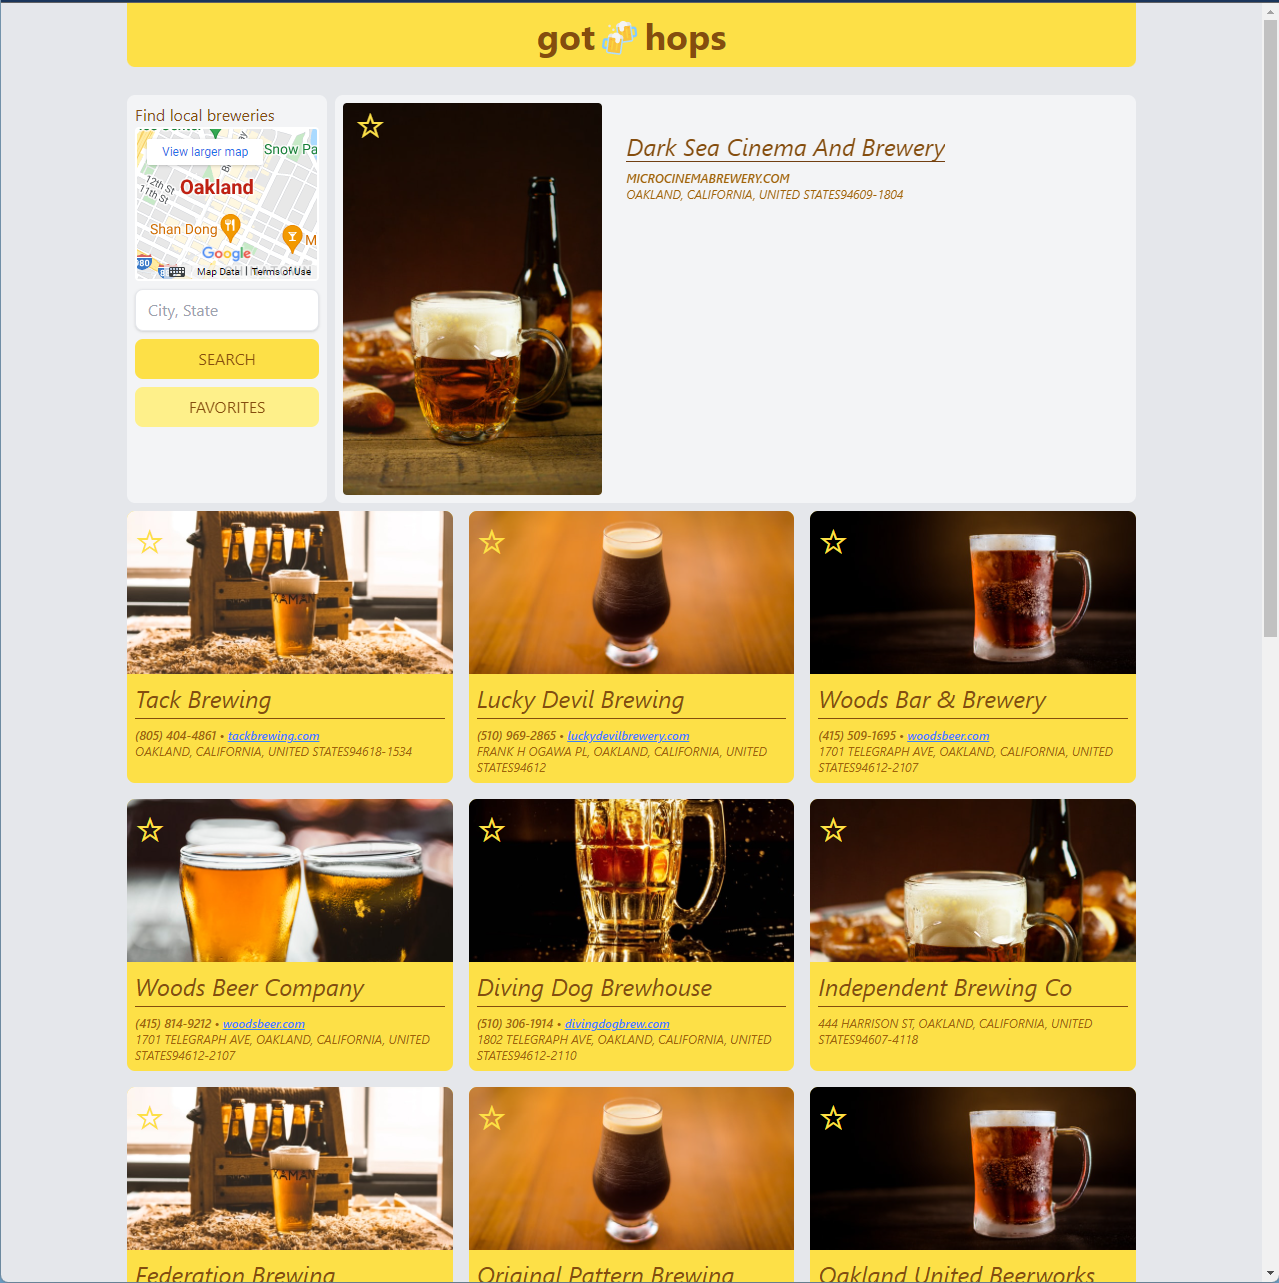 got hops
Find local breweries
View larger map
Snow Pa
12th St
11th St
Oakland
Shan Dong
M
Google
980
Map Data
Terms of Use
City, State
SEARCH
FAVORITES
Dark Sea Cinema And Brewery
MICROCINEMABREWERY.COM
OAKLAND, CALIFORNIA, UNITED STATES94609-1804
Tack Brewing
(805) 404-4861 • tackbrewing.com
OAKLAND, CALIFORNIA, UNITED STATES94618-1534
Lucky Devil Brewing
(510) 969-2865 • luckydevilbrewery.com
FRANK H OGAWA PL, OAKLAND, CALIFORNIA, UNITED
STATES94612
Woods Bar & Brewery
(415) 509-1695 • woodsbeer.com
1701 TELEGRAPH AVE, OAKLAND, CALIFORNIA, UNITED
STATES94612-2107
Woods Beer Company
(415) 814-9212 • woodsbeer.com
1701 TELEGRAPH AVE, OAKLAND, CALIFORNIA, UNITED
STATES94612-2107
Diving Dog Brewhouse
(510) 306-1914 • divingdogbrew.com
1802 TELEGRAPH AVE, OAKLAND, CALIFORNIA, UNITED
STATES94612-2110
Independent Brewing Co
444 HARRISON ST, OAKLAND, CALIFORNIA, UNITED
STATES94607-4118
Federation Brewing
Original Pattern Brewing
Oakland United Beerworks